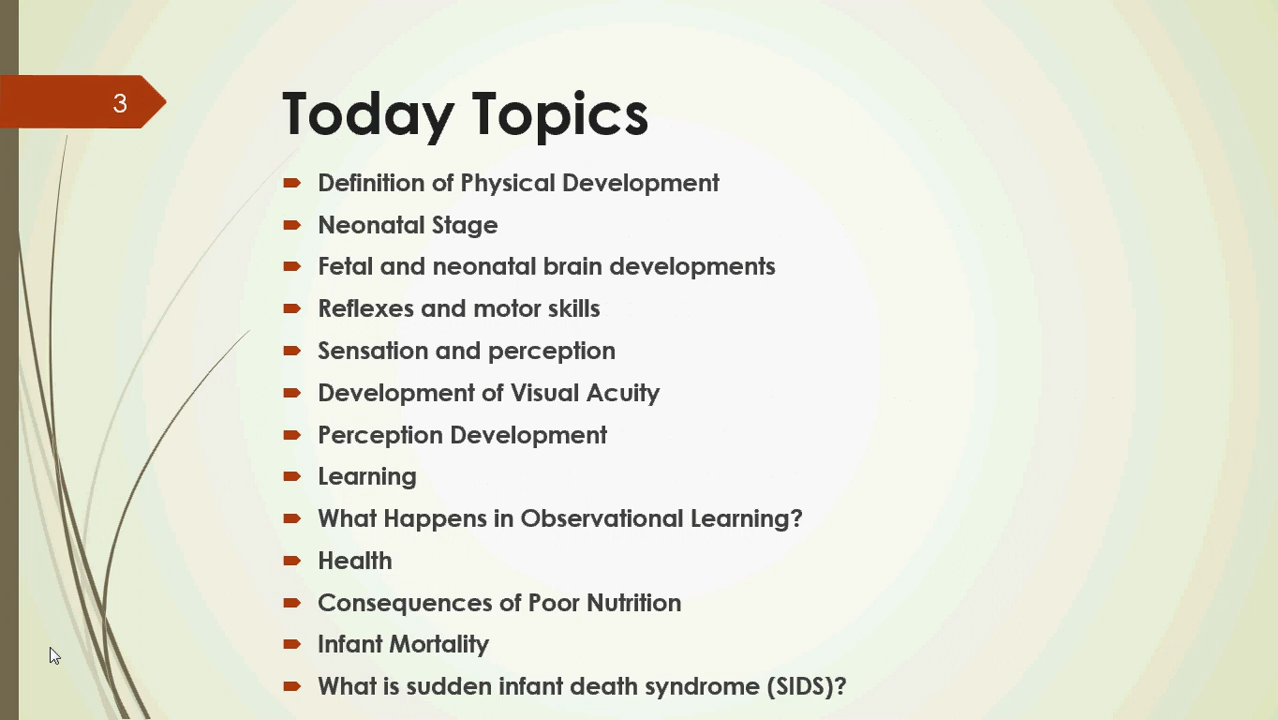 3
Today Topics
Definition of Physical Development
Neonatal Stage
Fetal and neonatal brain developments
Reflexes and motor skills
Sensation and perception
Development of Visual Acuity
Perception Development
Learning
What Happens in Observational Learning?
Health
Consequences of Poor Nutrition
Infant Mortality
What is sudden infant death syndrome (SIDS)?